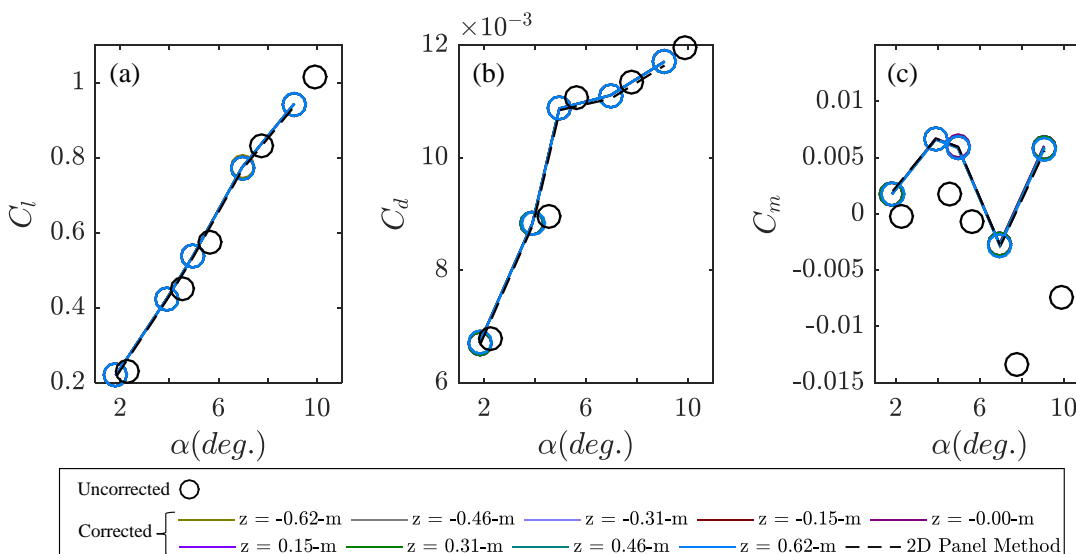 ×10⁻³
(a)
1
0.8
0.6
0.4
0.2
2 6 10
C_l
α(deg.)
(b)
12
10
8
6
2 6 10
C_d
α(deg.)
(c)
0.01
0.005
0
-0.005
-0.01
-0.015
2 6 10
C_m
α(deg.)
Uncorrected
Corrected
z = -0.62-m z = -0.46-m z = -0.31-m z = -0.15-m z = -0.00-m
z = 0.15-m z = 0.31-m z = 0.46-m z = 0.62-m 2D Panel Method